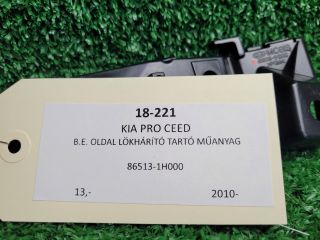 18-221
KIA PRO CEED
B.E. OLDAL LÖKHÁRÍTÓ TARTÓ MŰANYAG
86513-1H000
13,- 2010-